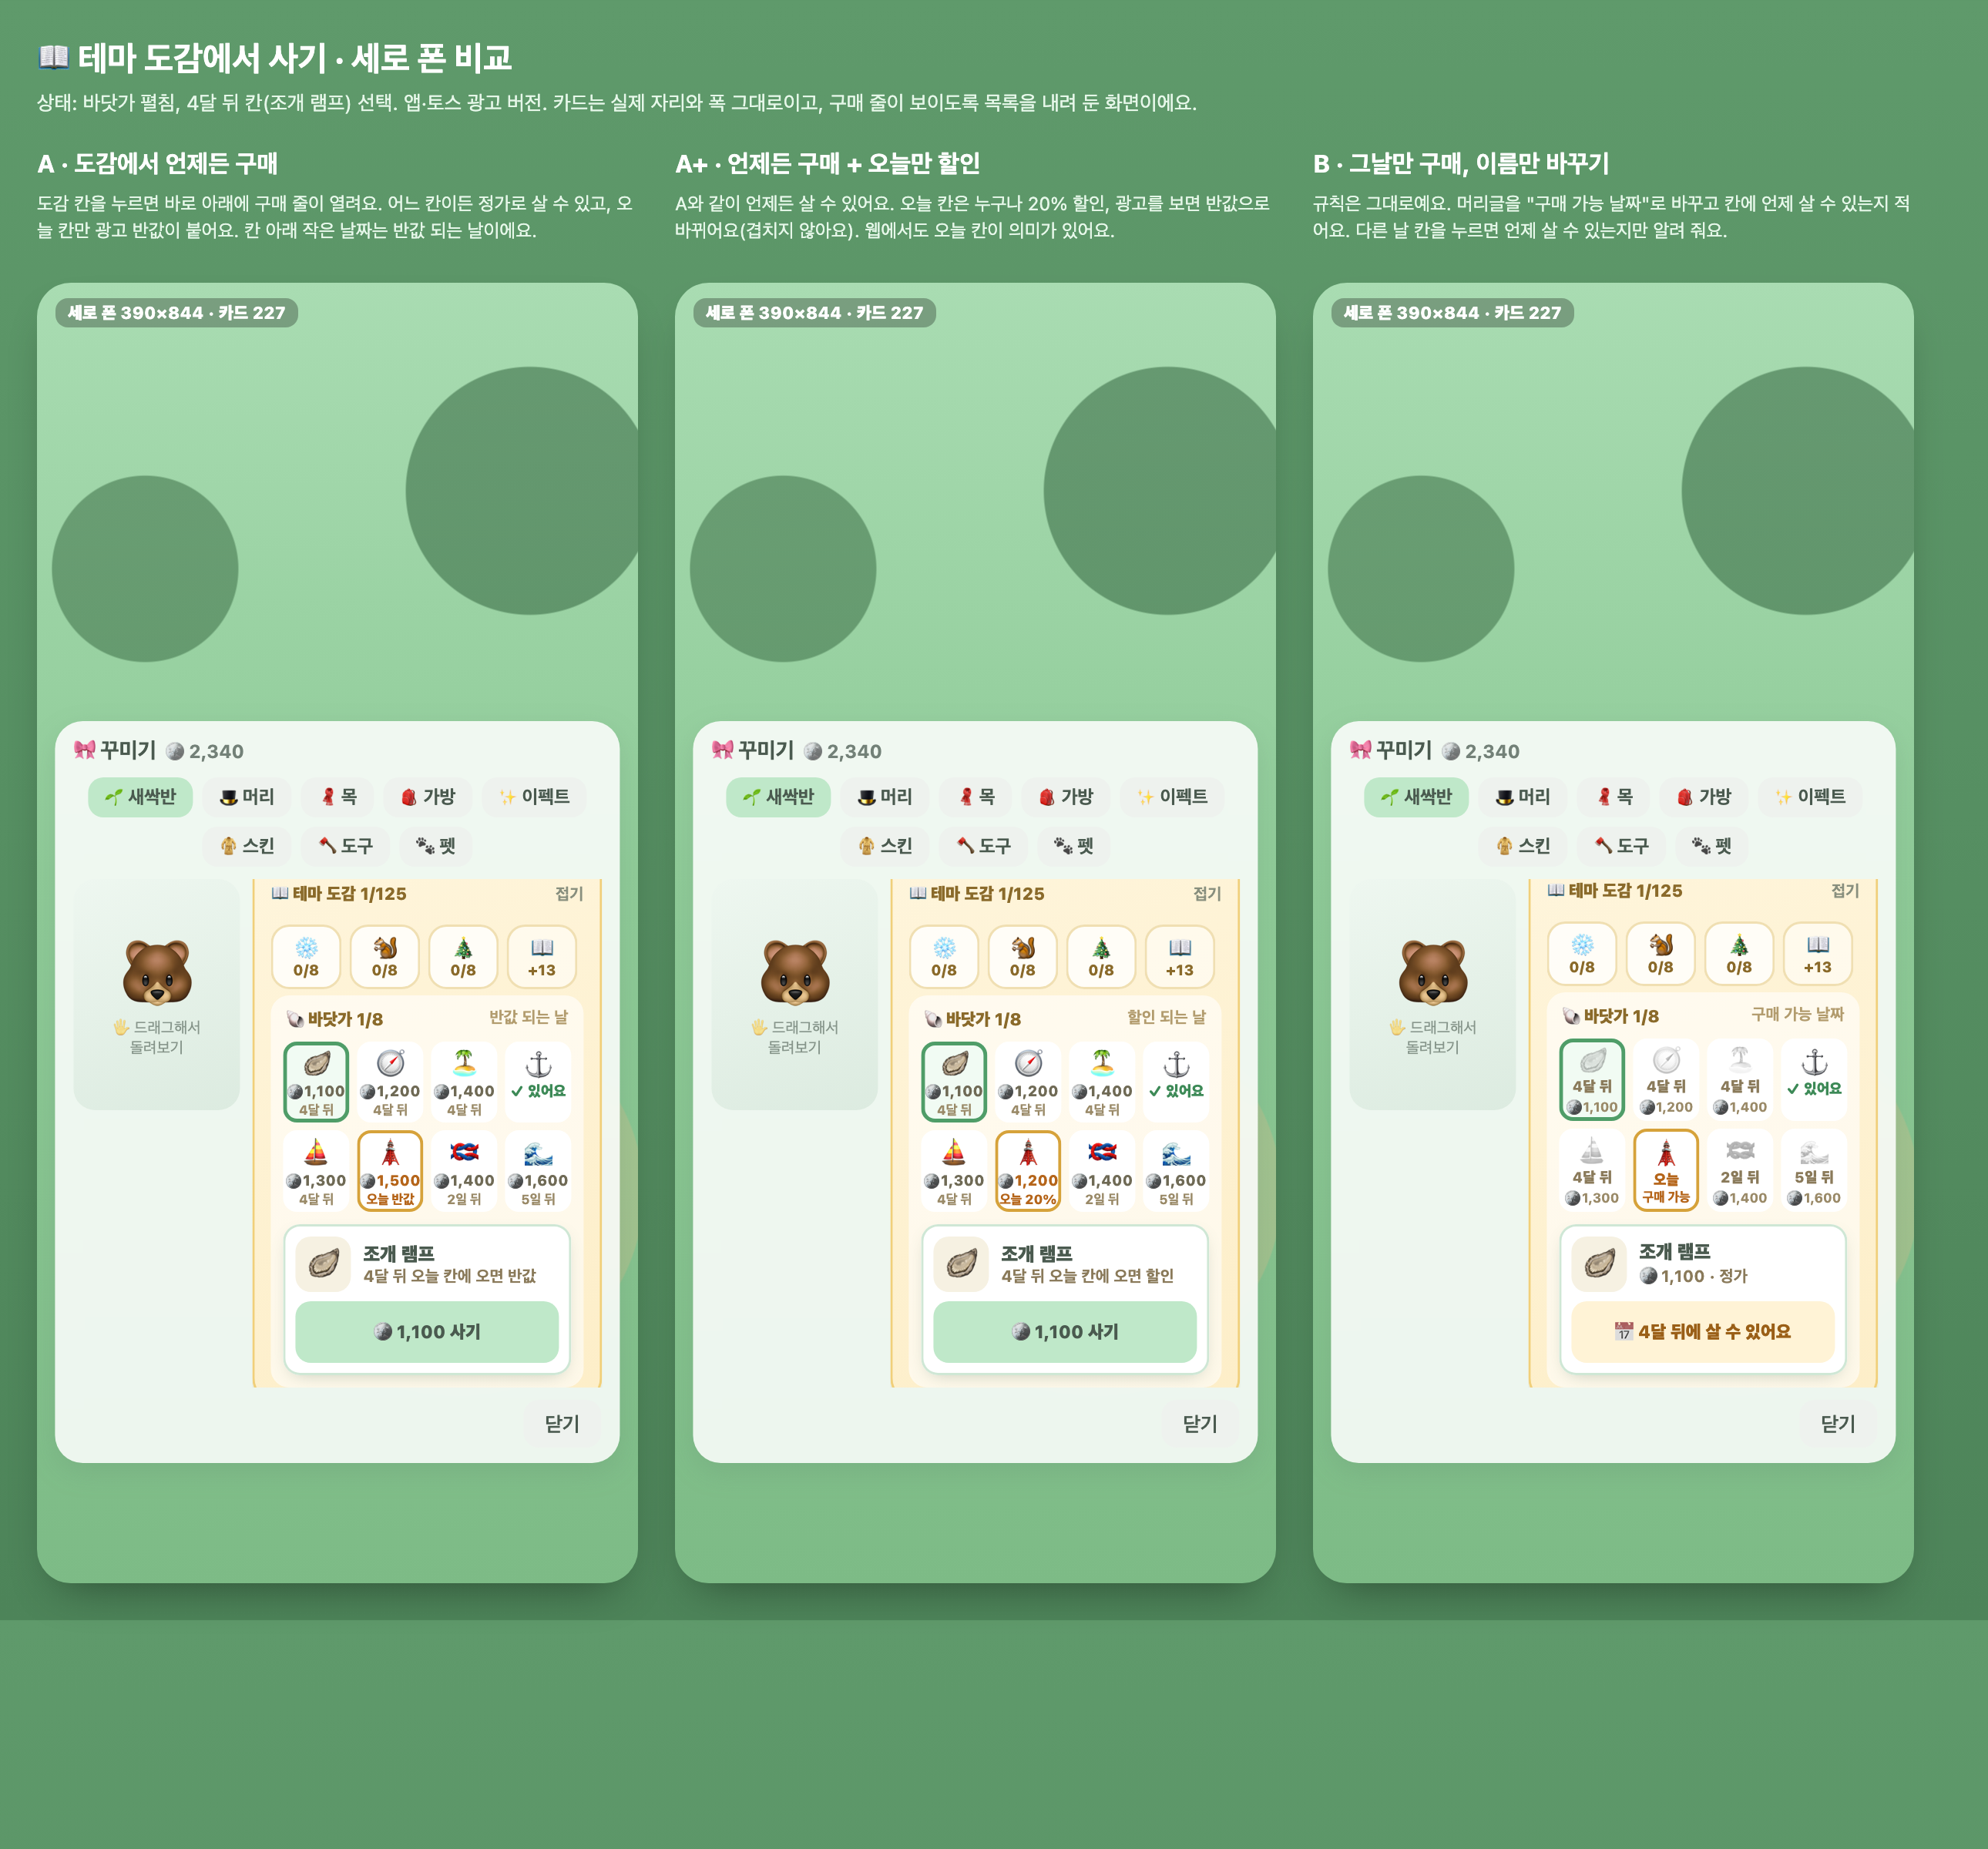 📖 테마 도감에서 사기 · 세로 폰 비교
상태: 바닷가 펼침, 4달 뒤 칸(조개 램프) 선택. 앱·토스 광고 버전. 카드는 실제 자리와 폭 그대로이고, 구매 줄이 보이도록 목록을 내려 둔 화면이에요.
A · 도감에서 언제든 구매
도감 칸을 누르면 바로 아래에 구매 줄이 열려요. 어느 칸이든 정가로 살 수 있고, 오
늘 칸만 광고 반값이 붙어요. 칸 아래 작은 날짜는 반값 되는 날이에요.
세로 폰 390×844 · 카드 227
🎀 꾸미기 2,340
🌱 새싹반 🎩 머리 🧣 목 🎒 가방 ✨ 이펙트
🥋 스킨 🪓 도구 🐾 펫
🖐 드래그해서
돌려보기
📖 테마 도감 1/125 접기
0/8 0/8 0/8 +13
🐚 바닷가 1/8 반값 되는 날
1,100 1,200 1,400 ✓ 있어요
4달 뒤 4달 뒤 4달 뒤
1,300 1,500 1,400 1,600
4달 뒤 오늘 반값 2일 뒤 5일 뒤
조개 램프
4달 뒤 오늘 칸에 오면 반값
1,100 사기
닫기
A+ · 언제든 구매 + 오늘만 할인
A와 같이 언제든 살 수 있어요. 오늘 칸은 누구나 20% 할인, 광고를 보면 반값으로
바뀌어요(겹치지 않아요). 웹에서도 오늘 칸이 의미가 있어요.
세로 폰 390×844 · 카드 227
🎀 꾸미기 2,340
🌱 새싹반 🎩 머리 🧣 목 🎒 가방 ✨ 이펙트
🥋 스킨 🪓 도구 🐾 펫
🖐 드래그해서
돌려보기
📖 테마 도감 1/125 접기
0/8 0/8 0/8 +13
🐚 바닷가 1/8 할인 되는 날
1,100 1,200 1,400 ✓ 있어요
4달 뒤 4달 뒤 4달 뒤
1,300 1,200 1,400 1,600
4달 뒤 오늘 20% 2일 뒤 5일 뒤
조개 램프
4달 뒤 오늘 칸에 오면 할인
1,100 사기
닫기
B · 그날만 구매, 이름만 바꾸기
규칙은 그대로예요. 머리글을 "구매 가능 날짜"로 바꾸고 칸에 언제 살 수 있는지 적
어요. 다른 날 칸을 누르면 언제 살 수 있는지만 알려 줘요.
세로 폰 390×844 · 카드 227
🎀 꾸미기 2,340
🌱 새싹반 🎩 머리 🧣 목 🎒 가방 ✨ 이펙트
🥋 스킨 🪓 도구 🐾 펫
🖐 드래그해서
돌려보기
📖 테마 도감 1/125 접기
0/8 0/8 0/8 +13
🐚 바닷가 1/8 구매 가능 날짜
4달 뒤 4달 뒤 4달 뒤 ✓ 있어요
1,100 1,200 1,400
4달 뒤 오늘 2일 뒤 5일 뒤
1,300 구매 가능 1,400 1,600
조개 램프
1,100 · 정가
📅 4달 뒤에 살 수 있어요
닫기